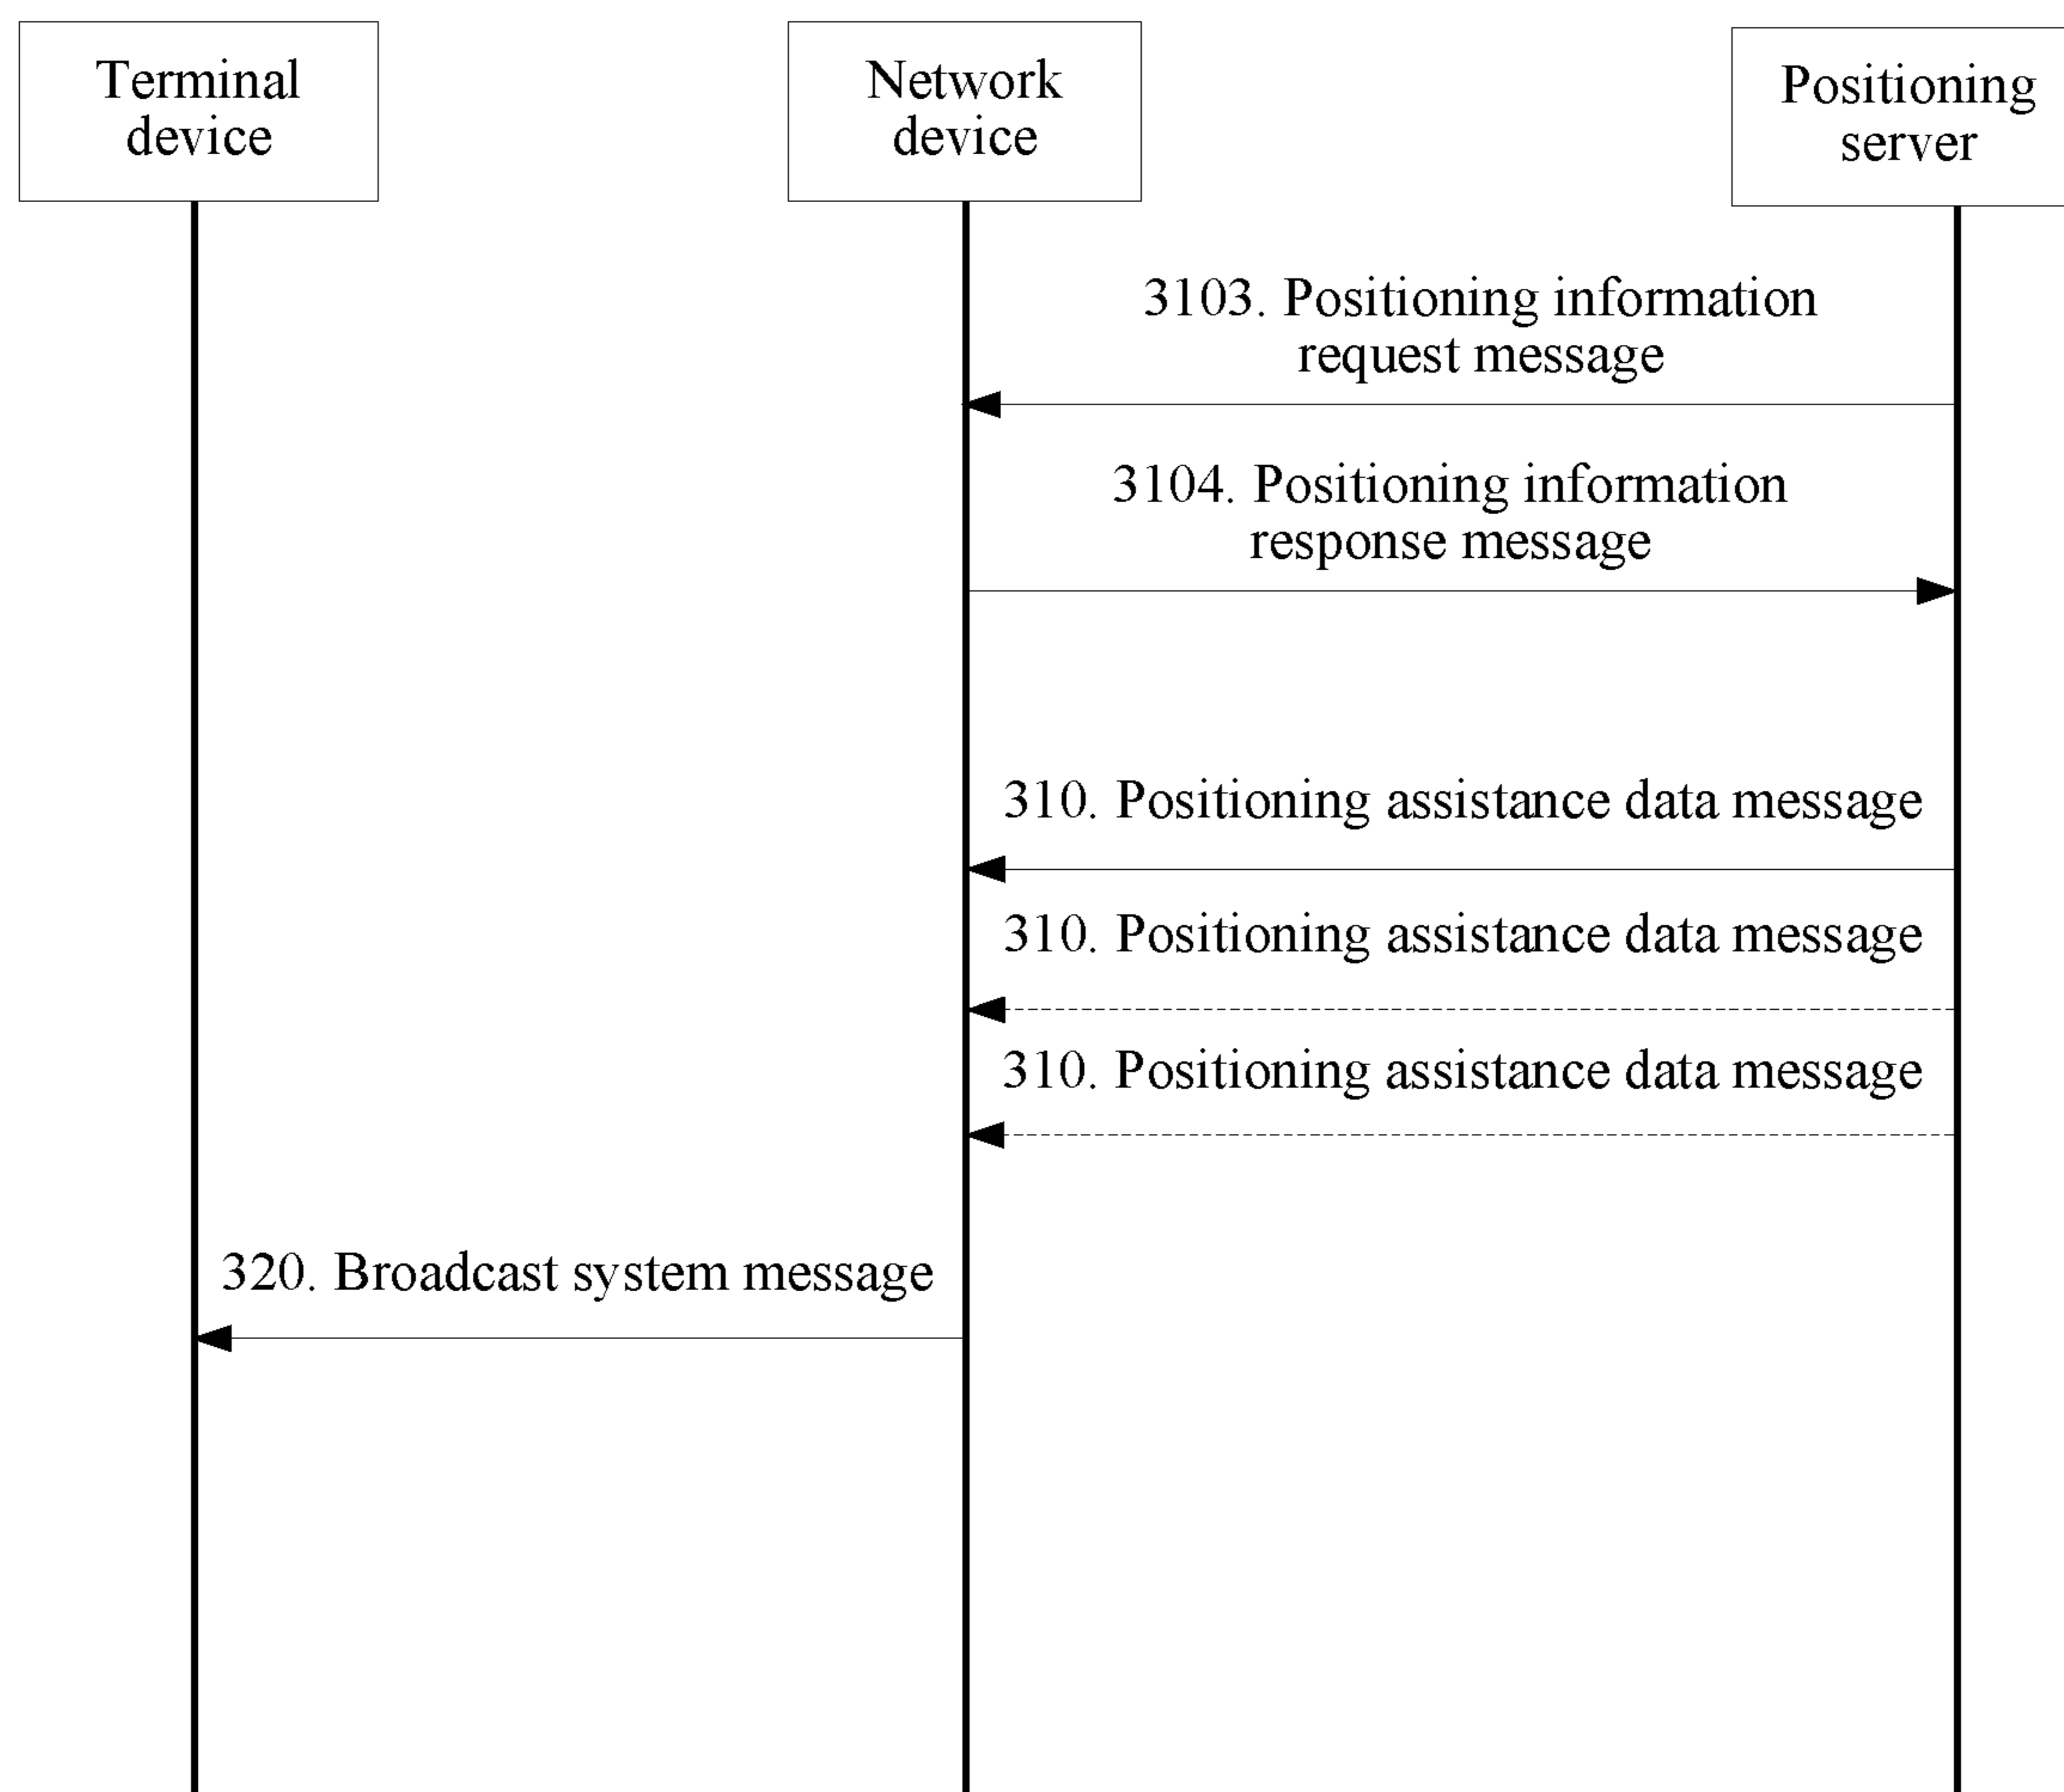 Terminal
device
Network
device
Positioning
server
3103. Positioning information
request message
3104. Positioning information
response message
310. Positioning assistance data message
310. Positioning assistance data message
310. Positioning assistance data message
320. Broadcast system message